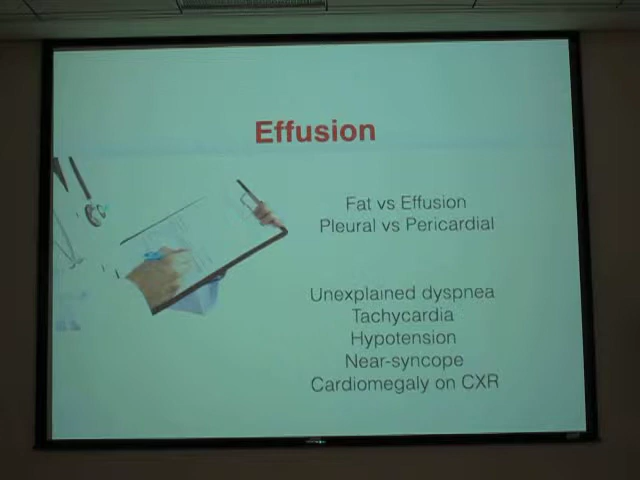 Effusion
Fat vs Effusion
Pleural vs Pericardial
Unexplained dyspnea
Tachycardia
Hypotension
Near-syncope
Cardiomegaly on CXR